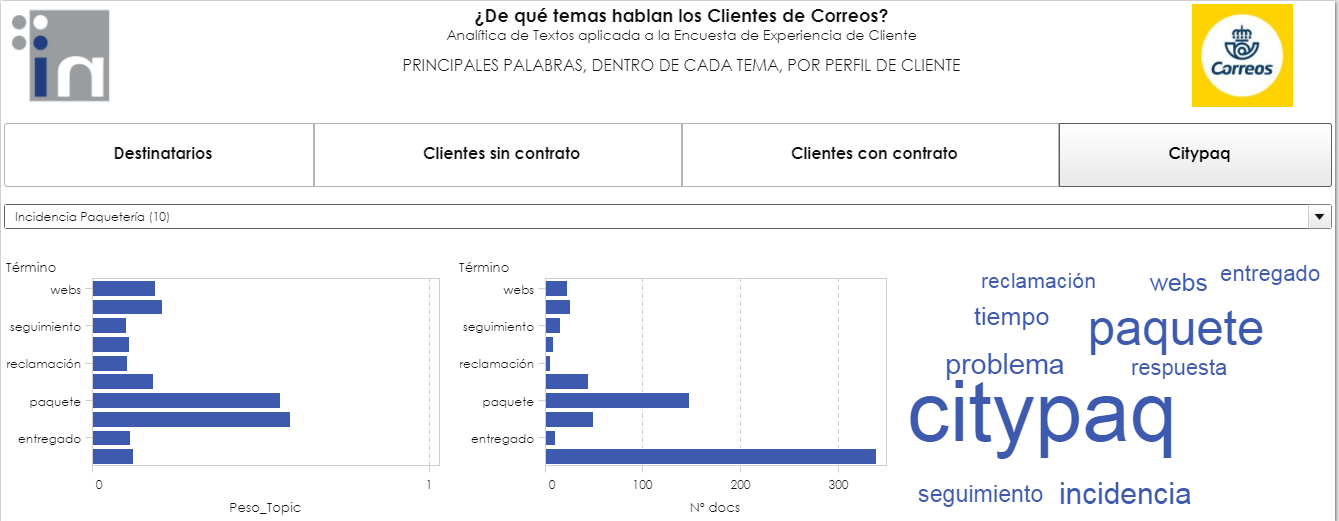 in
¿De qué temas hablan los Clientes de Correos?
Analítica de Textos aplicada a la Encuesta de Experiencia de Cliente
PRINCIPALES PALABRAS, DENTRO DE CADA TEMA, POR PERFIL DE CLIENTE
Correos
Destinatarios
Clientes sin contrato
Clientes con contrato
Citypaq
Incidencia Paquetería (10)
Término
webs
seguimiento
reclamación
paquete
entregado
0
1
Peso_Topic
Término
webs
seguimiento
reclamación
paquete
entregado
0
100
200
300
Nº docs
reclamación
webs
entregado
tiempo
paquete
problema
respuesta
citypaq
seguimiento
incidencia